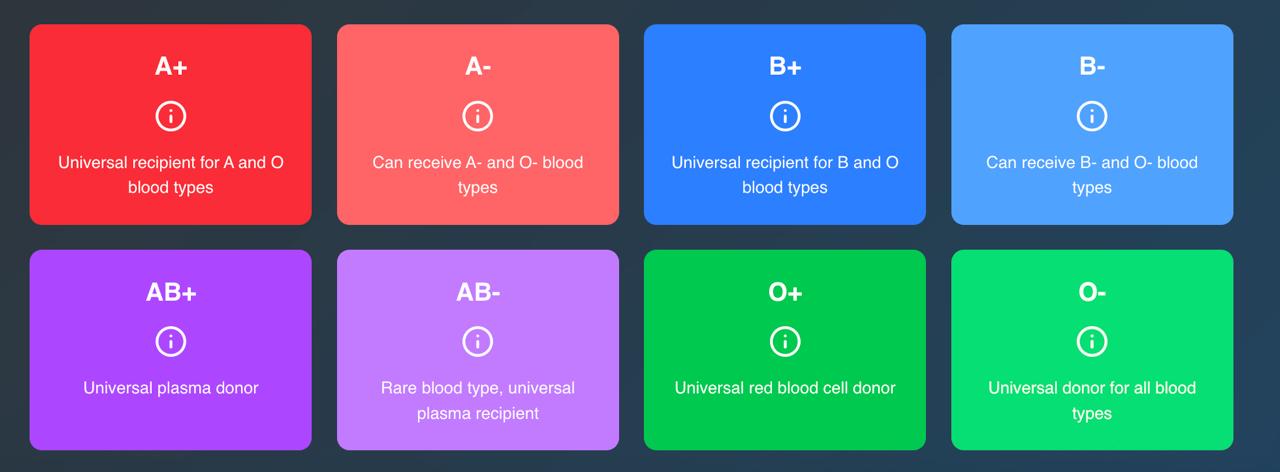 A+
Universal recipient for A and O
blood types
A-
Can receive A- and O- blood
types
B+
Universal recipient for B and O
blood types
B-
Can receive B- and O- blood
types
AB+
Universal plasma donor
AB-
Rare blood type, universal
plasma recipient
O+
Universal red blood cell donor
O-
Universal donor for all blood
types